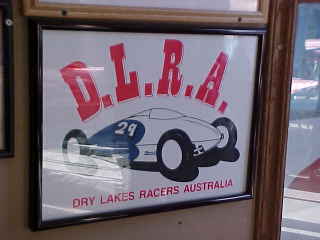 D.L.R.A.
29
DRY LAKES RACERS AUSTRALIA